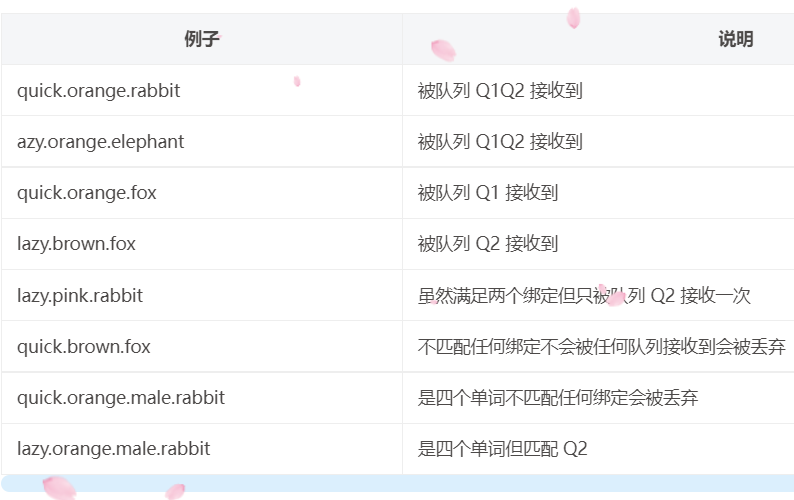 例子 说明
quick.orange.rabbit 被队列 Q1Q2 接收到
azy.orange.elephant 被队列 Q1Q2 接收到
quick.orange.fox 被队列 Q1 接收到
lazy.brown.fox 被队列 Q2 接收到
lazy.pink.rabbit 虽然满足两个绑定但只被队列 Q2 接收一次
quick.brown.fox 不匹配任何绑定不会被任何队列接收到会被丢弃
quick.orange.male.rabbit 是四个单词不匹配任何绑定会被丢弃
lazy.orange.male.rabbit 是四个单词但匹配 Q2